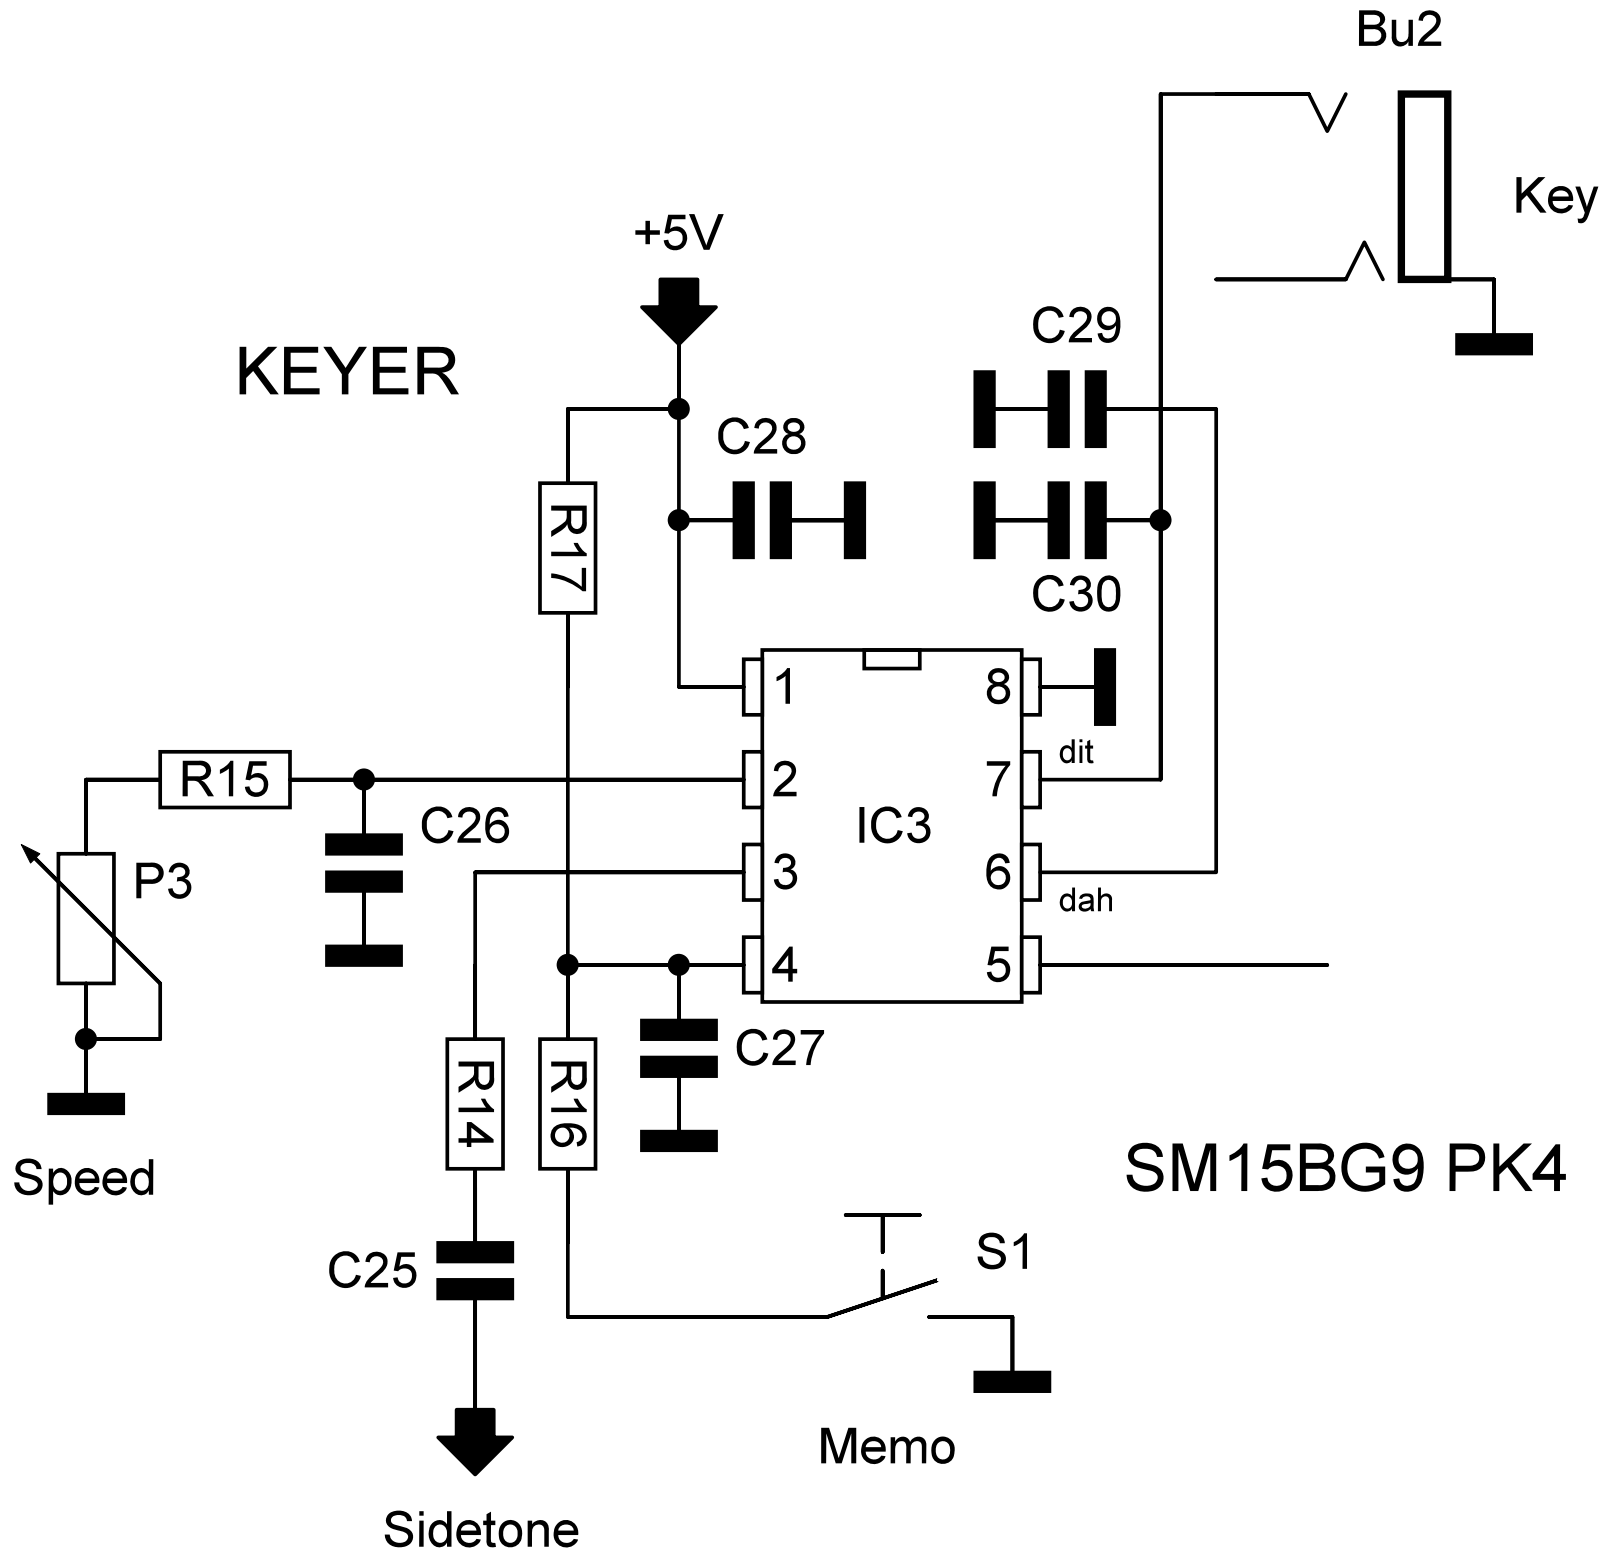 Bu2
Key
+5V
C29
KEYER
C28
R17
C30
1
8
dit
R15
2
7
C26
IC3
P3
3
6
dah
4
5
C27
R14
R16
SM15BG9 PK4
Speed
S1
C25
Memo
Sidetone